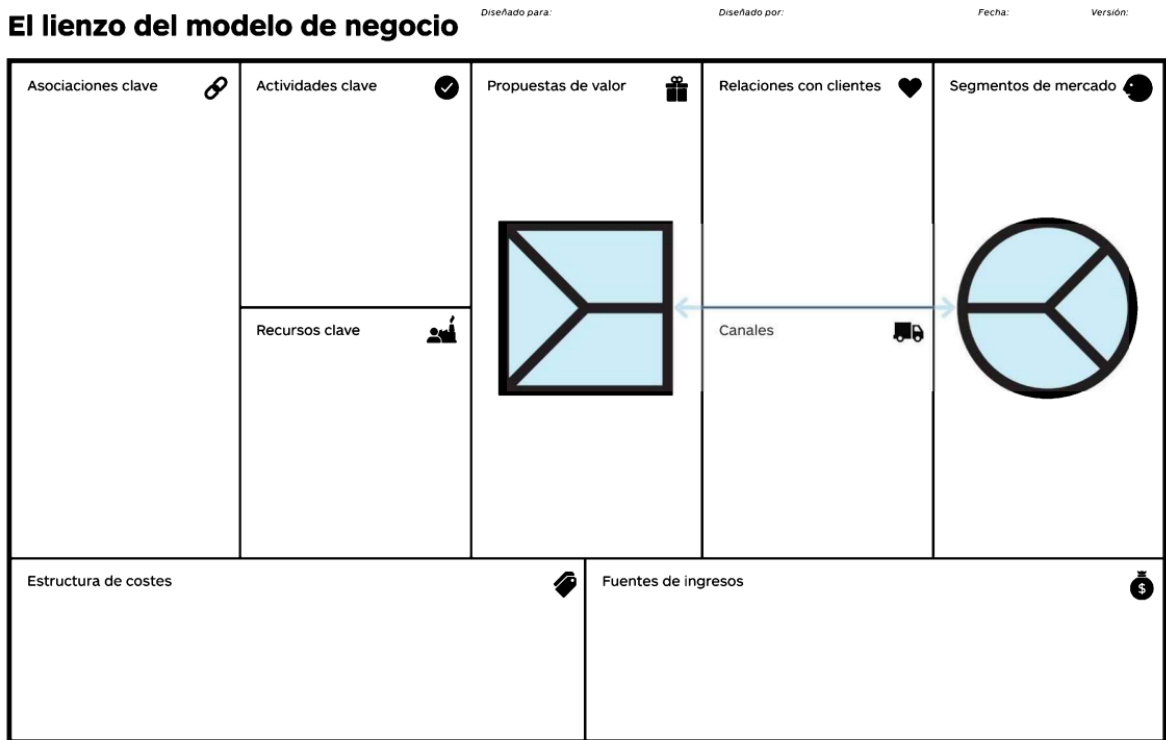 El lienzo del modelo de negocio
Diseñado para:
Diseñado por:
Fecha:
Versión:
Asociaciones clave
Actividades clave
Propuestas de valor
Relaciones con clientes
Segmentos de mercado
Recursos clave
Canales
Estructura de costes
Fuentes de ingresos
$